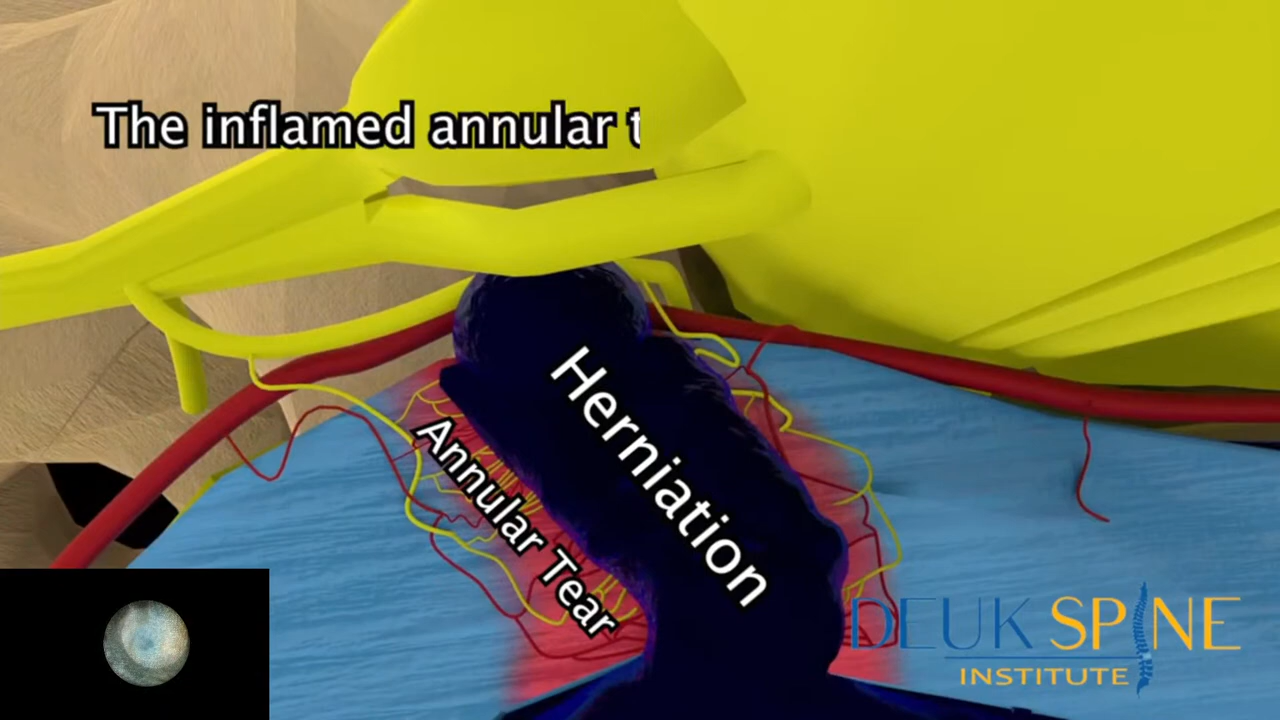 The inflamed annular t
Herniation
Annular Tear
DEUK SPINE
INSTITUTE